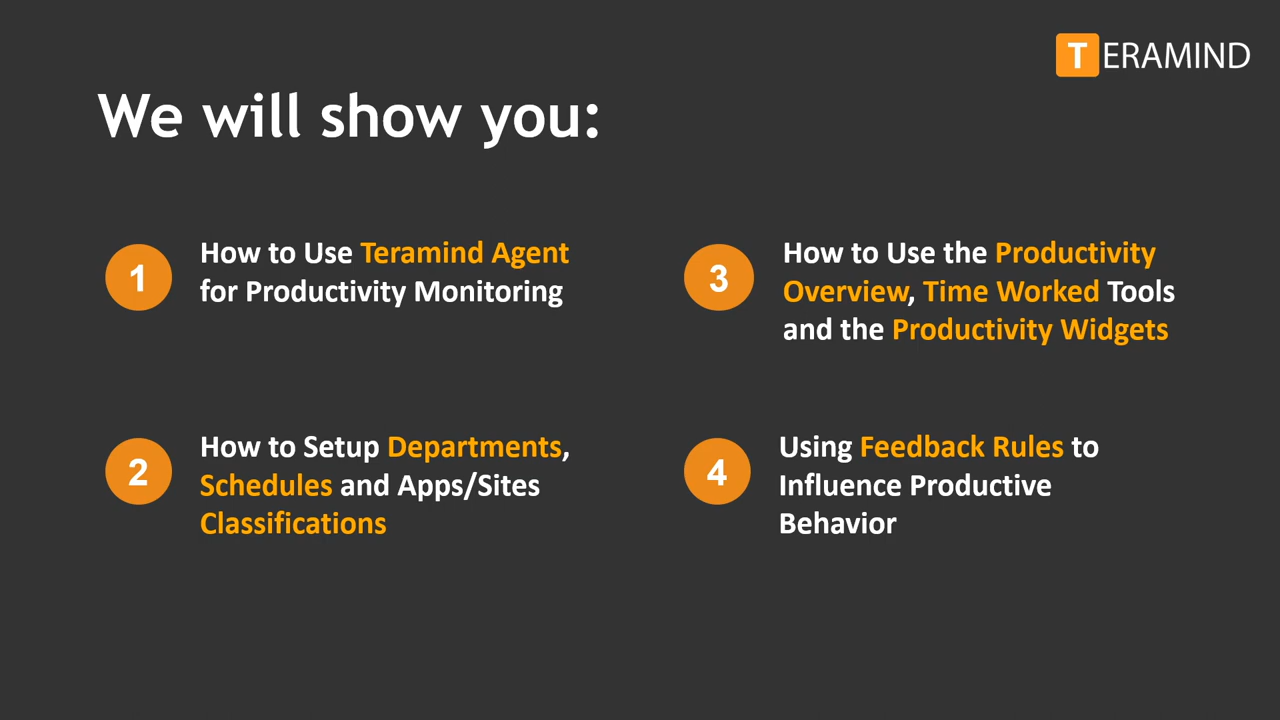 TERAMIND
We will show you:
1
How to Use Teramind Agent
for Productivity Monitoring
2
How to Setup Departments,
Schedules and Apps/Sites
Classifications
3
How to Use the Productivity
Overview, Time Worked Tools
and the Productivity Widgets
4
Using Feedback Rules to
Influence Productive
Behavior